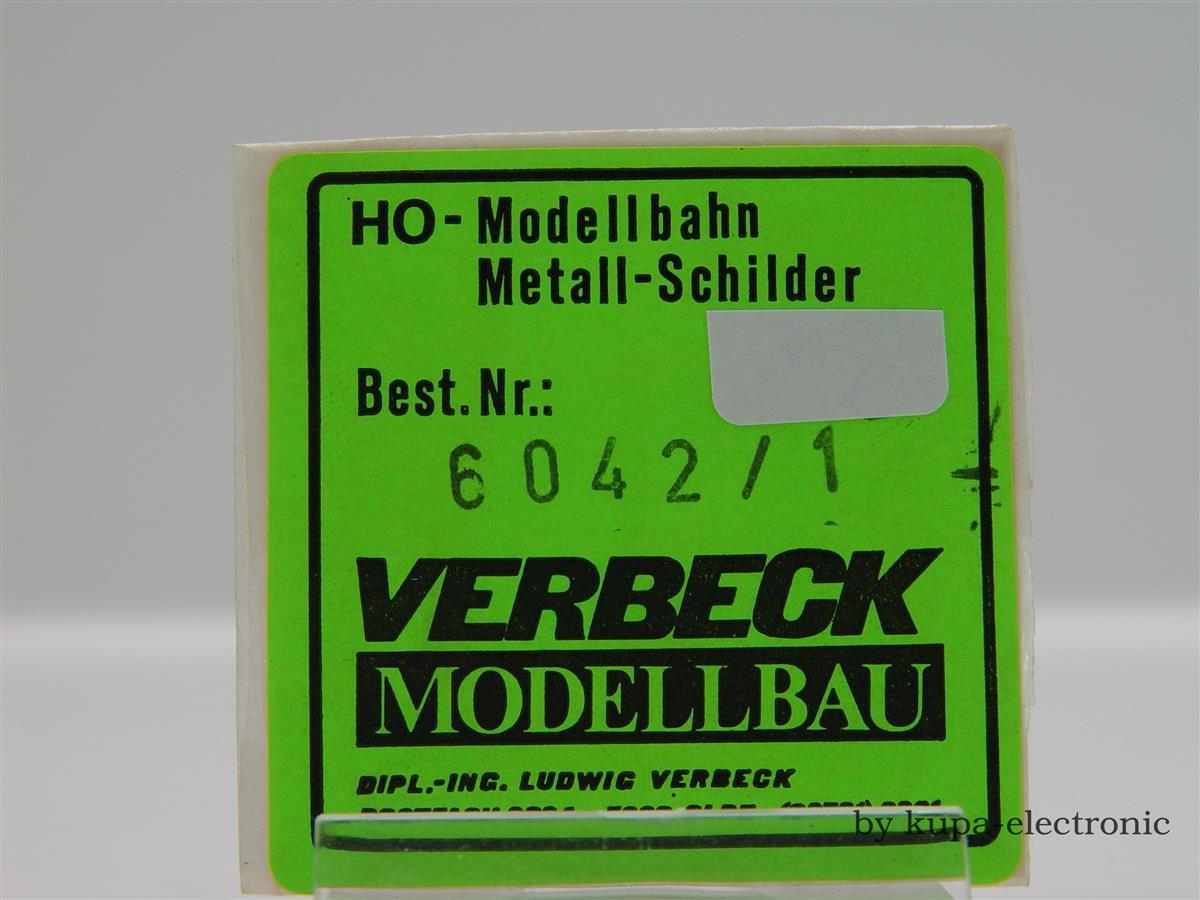 HO-Modellbahn
Metall-Schilder
Best.Nr.:
6042/1
VERBECK
MODELLBAU
DIPL.-ING. LUDWIG VERBECK
by kupa-electronic